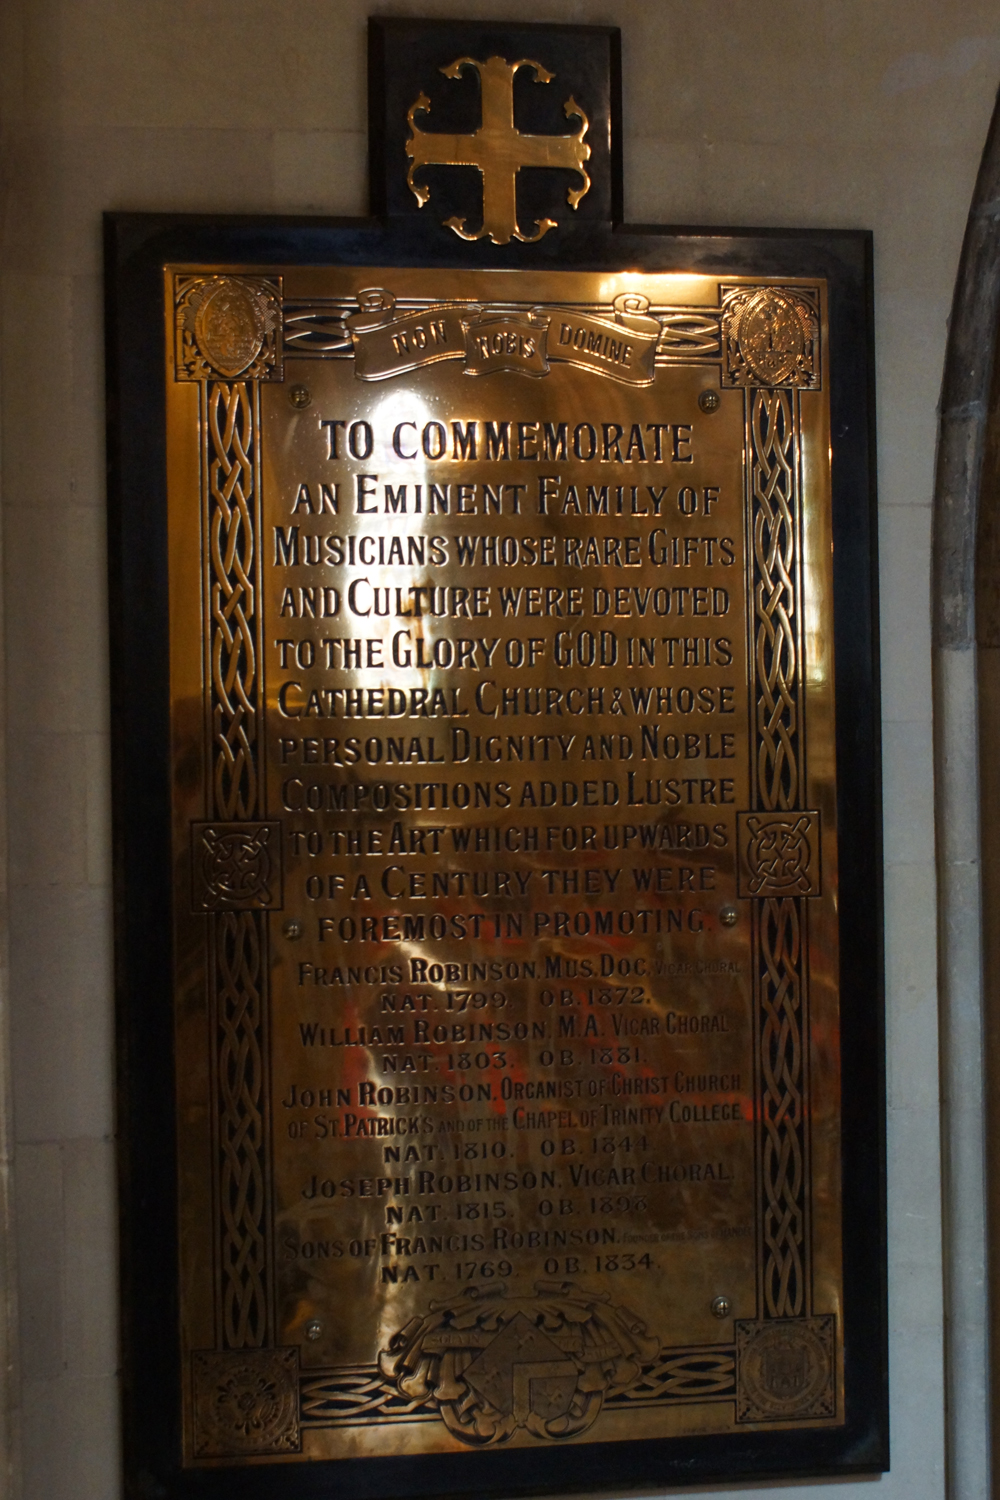 NON NOBIS DOMINE
TO COMMEMORATE
AN EMINENT FAMILY OF
MUSICIANS WHOSE RARE GIFTS
AND CULTURE WERE DEVOTED
TO THE GLORY OF GOD IN THIS
CATHEDRAL CHURCH & WHOSE
PERSONAL DIGNITY AND NOBLE
COMPOSITIONS ADDED LUSTRE
TO THE ART WHICH FOR UPWARDS
OF A CENTURY THEY WERE
FOREMOST IN PROMOTING.
FRANCIS ROBINSON, MUS. DOC. VICAR CHORAL
NAT. 1799. OB. 1872.
WILLIAM ROBINSON, M.A. VICAR CHORAL
NAT. 1803. OB. 1881.
JOHN ROBINSON, ORGANIST OF CHRIST CHURCH
OF ST. PATRICK'S AND OF THE CHAPEL OF TRINITY COLLEGE.
NAT. 1810. OB. 1844.
JOSEPH ROBINSON, VICAR CHORAL.
NAT. 1815. OB. 1898
SONS OF FRANCIS ROBINSON,
NAT. 1769. OB. 1834.